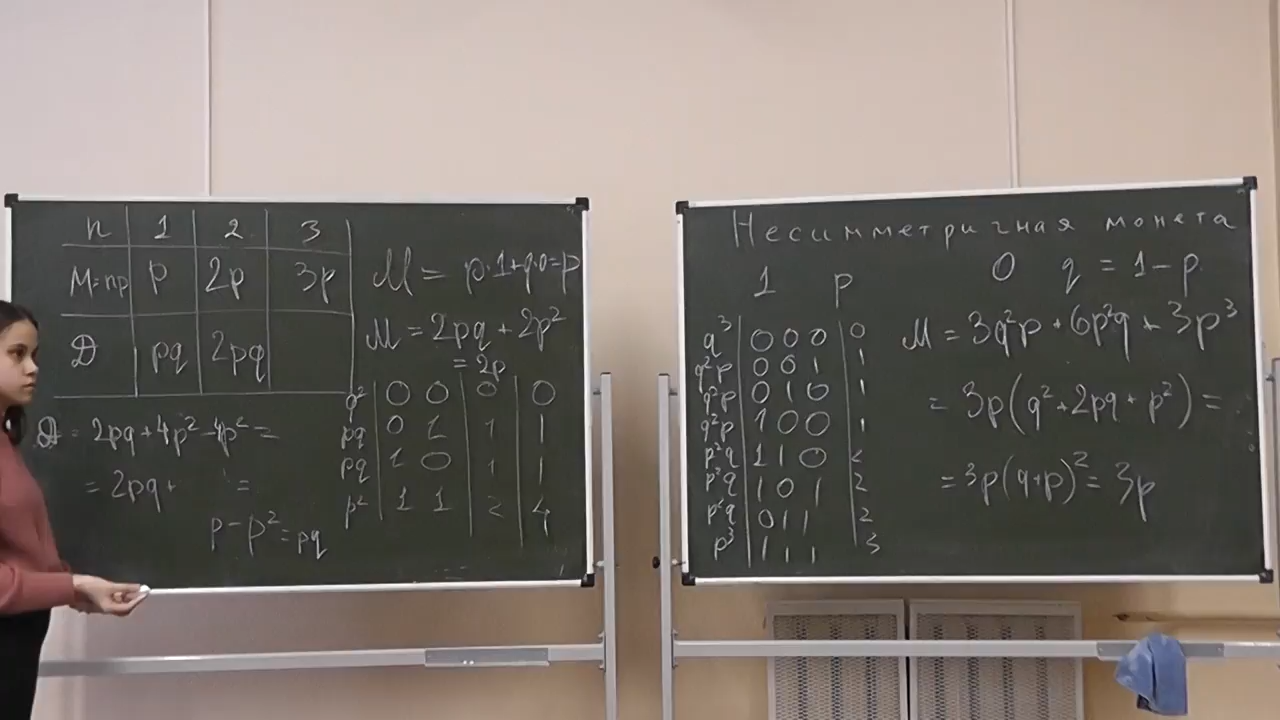 n 1 2 3
M=np p 2p 3p
D pq 2pq
M = p·1+q·0=p
M = 2pq + 2p²
= 2p
q² 0 0 0 0
pq 0 1 1 1
pq 1 0 1 1
p² 1 1 2 4
D = 2pq+4p²-4p² =
= 2pq+ =
p-p²=pq
Несимметричная монета
1 p 0 q = 1-p
q³ 0 0 0 0
q²p 0 0 1 1
q²p 0 1 0 1
q²p 1 0 0 1
p²q 1 1 0 2
p²q 1 0 1 2
p²q 0 1 1 2
p³ 1 1 1 3
M = 3q²p + 6p²q + 3p³
= 3p(q²+2pq+p²) =
= 3p(q+p)² = 3p